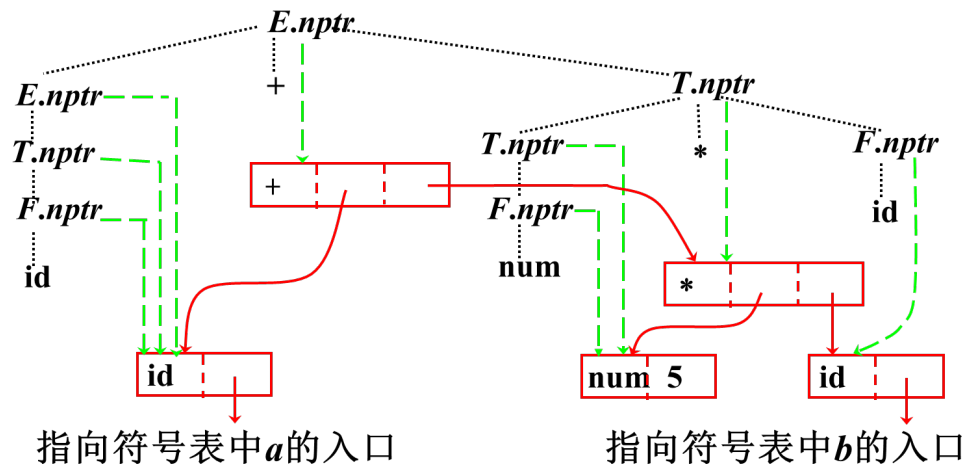 E.nptr
E.nptr + T.nptr
T.nptr T.nptr * F.nptr
+
F.nptr F.nptr id
id num
*
id num 5 id
指向符号表中a的入口 指向符号表中b的入口